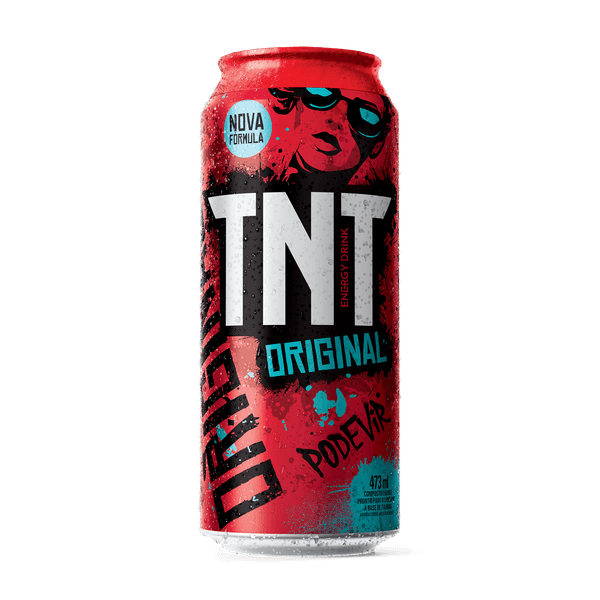 NOVA
FÓRMULA
TNT
ENERGY DRINK
ORIGINAL
ORIGINAL
PODEVIR
473 ml